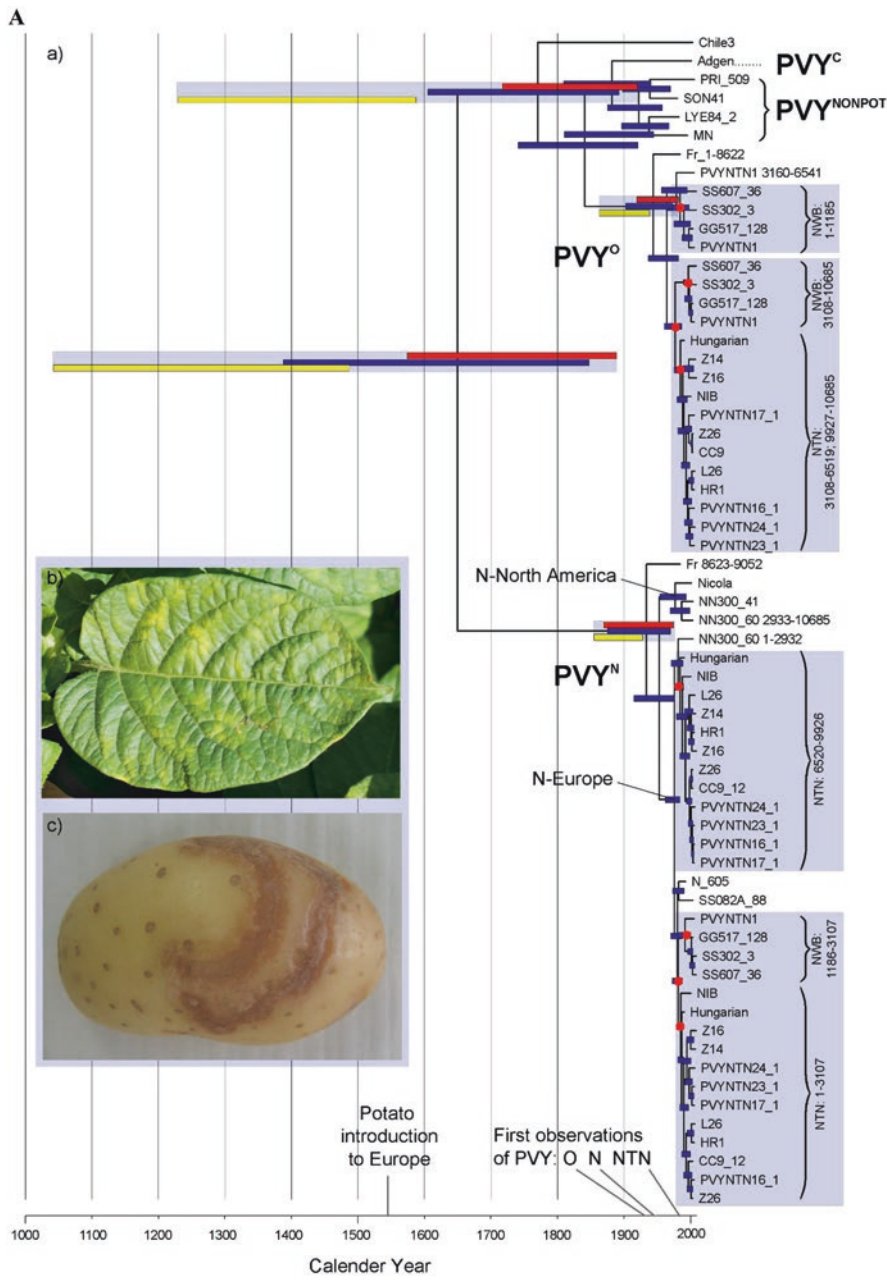 A
a)
Chile3
Adgen........
PVY^C
PRI_509
SON41
PVY^NONPOT
LYE84_2
MN
Fr_1-8622
PVYNTN1 3160-6541
SS607_36
SS302_3
GG517_128
PVYNTN1
NWB:
1-1185
PVY^O
SS607_36
SS302_3
GG517_128
PVYNTN1
NWB:
3108-10685
Hungarian
Z14
Z16
NIB
PVYNTN17_1
Z26
CC9
L26
HR1
PVYNTN16_1
PVYNTN24_1
PVYNTN23_1
NTN:
3108-6519; 9927-10685
Fr 8623-9052
N-North America
Nicola
NN300_41
NN300_60 2933-10685
NN300_60 1-2932
PVY^N
Hungarian
NIB
L26
Z14
HR1
Z16
Z26
CC9_12
PVYNTN24_1
PVYNTN23_1
PVYNTN16_1
PVYNTN17_1
NTN: 6520-9926
N-Europe
N_605
SS082A_88
PVYNTN1
GG517_128
SS302_3
SS607_36
NWB:
1186-3107
NIB
Hungarian
Z16
Z14
PVYNTN24_1
PVYNTN23_1
PVYNTN17_1
L26
HR1
CC9_12
PVYNTN16_1
Z26
NTN: 1-3107
b)
c)
Potato
introduction
to Europe
First observations
of PVY: O N NTN
1000 1100 1200 1300 1400 1500 1600 1700 1800 1900 2000
Calender Year